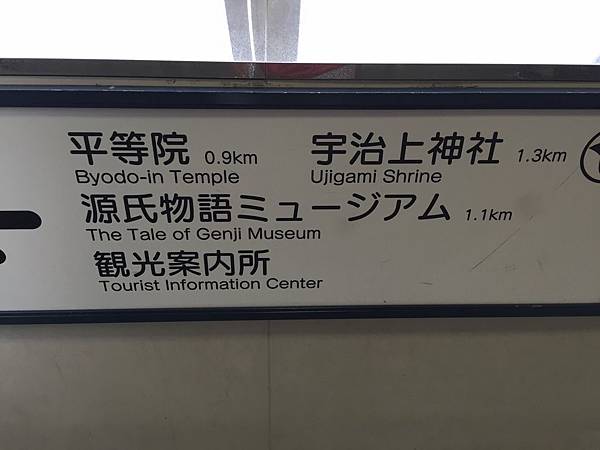 平等院 0.9km 宇治上神社 1.3km
Byodo-in Temple Ujigami Shrine
源氏物語ミュージアム 1.1km
The Tale of Genji Museum
観光案内所
Tourist Information Center